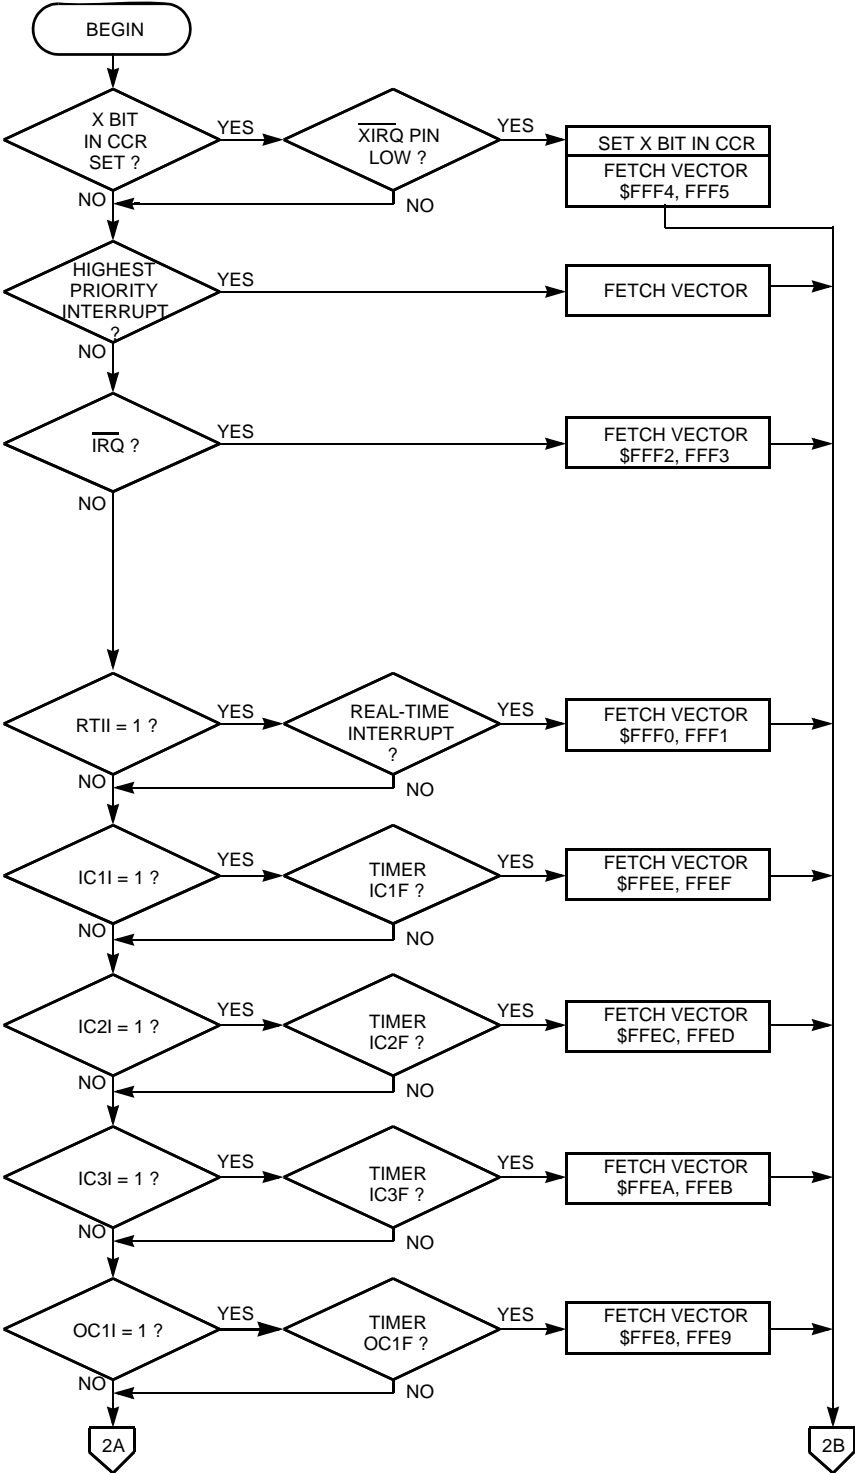 BEGIN
X BIT
IN CCR
SET ?
YES
XIRQ PIN
LOW ?
YES
SET X BIT IN CCR
FETCH VECTOR
$FFF4, FFF5
NO
NO
HIGHEST
PRIORITY
INTERRUPT
?
YES
FETCH VECTOR
NO
IRQ ?
YES
FETCH VECTOR
$FFF2, FFF3
NO
RTII = 1 ?
YES
REAL-TIME
INTERRUPT
?
YES
FETCH VECTOR
$FFF0, FFF1
NO
NO
IC1I = 1 ?
YES
TIMER
IC1F ?
YES
FETCH VECTOR
$FFEE, FFEF
NO
NO
IC2I = 1 ?
YES
TIMER
IC2F ?
YES
FETCH VECTOR
$FFEC, FFED
NO
NO
IC3I = 1 ?
YES
TIMER
IC3F ?
YES
FETCH VECTOR
$FFEA, FFEB
NO
NO
OC1I = 1 ?
YES
TIMER
OC1F ?
YES
FETCH VECTOR
$FFE8, FFE9
NO
NO
2A
2B